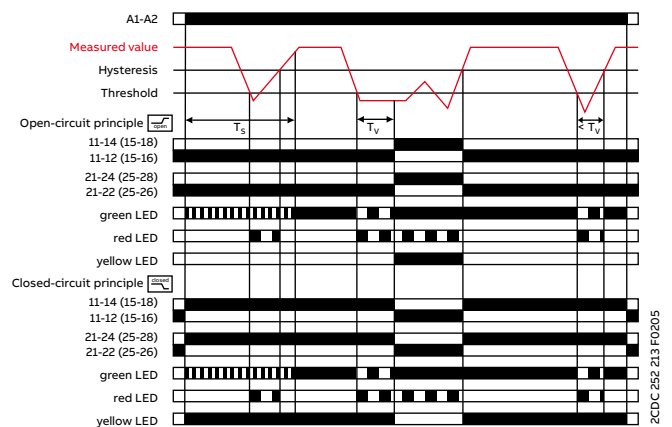 A1-A2
Measured value
Hysteresis
Threshold
Open-circuit principle open
Ts Tv < Tv
11-14 (15-18)
11-12 (15-16)
21-24 (25-28)
21-22 (25-26)
green LED
red LED
yellow LED
Closed-circuit principle closed
11-14 (15-18)
11-12 (15-16)
21-24 (25-28)
21-22 (25-26)
green LED
red LED
yellow LED
2CDC 252 213 F0205